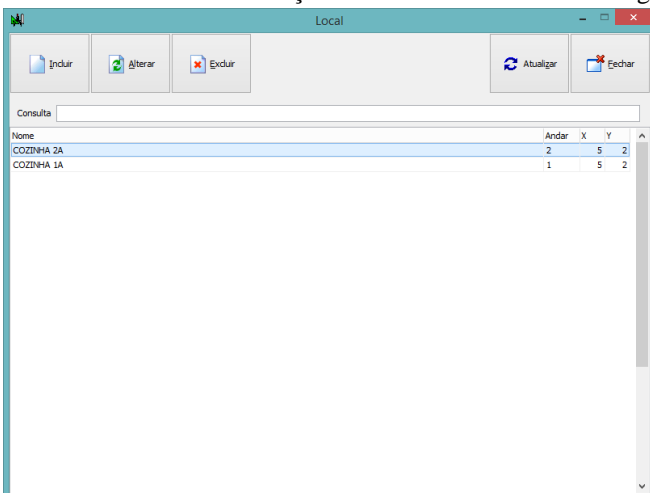 Local
Incluir
Alterar
Excluir
Atualizar
Fechar
Consulta
Nome Andar X Y
COZINHA 2A 2 5 2
COZINHA 1A 1 5 2